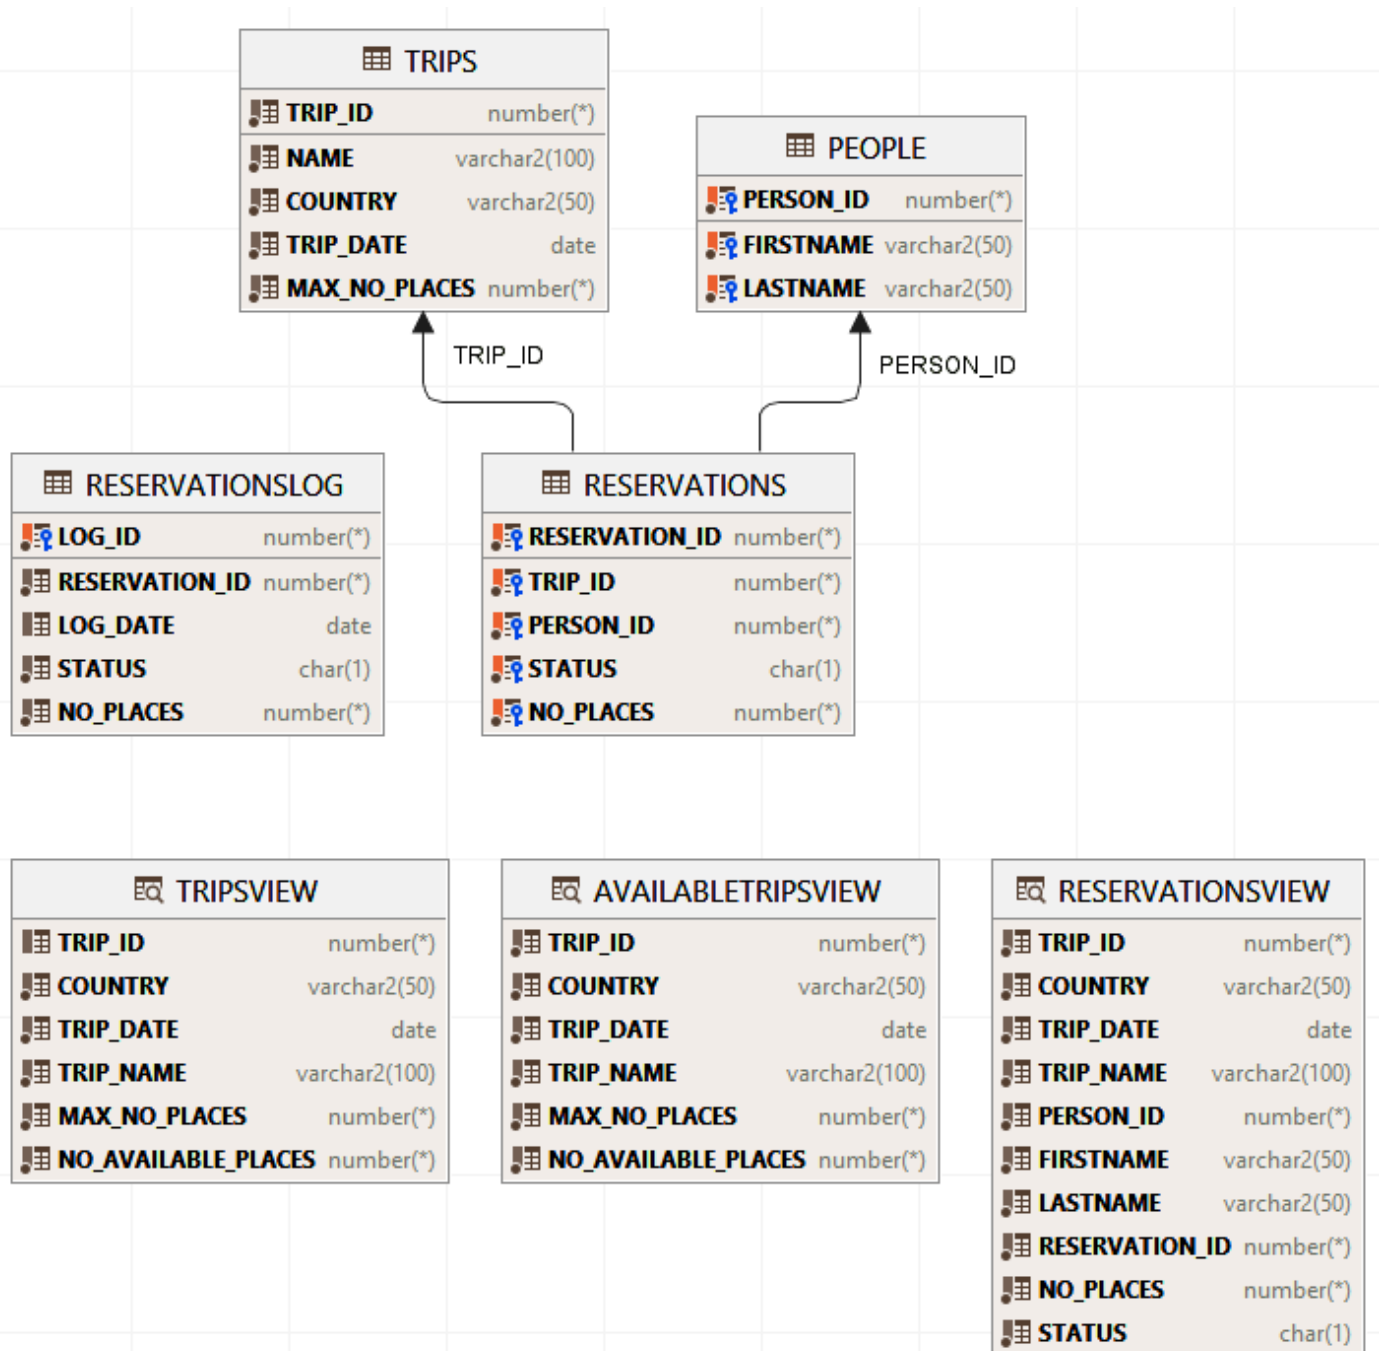 TRIPS
TRIP_ID number(*)
NAME varchar2(100)
COUNTRY varchar2(50)
TRIP_DATE date
MAX_NO_PLACES number(*)
PEOPLE
PERSON_ID number(*)
FIRSTNAME varchar2(50)
LASTNAME varchar2(50)
TRIP_ID
PERSON_ID
RESERVATIONSLOG
LOG_ID number(*)
RESERVATION_ID number(*)
LOG_DATE date
STATUS char(1)
NO_PLACES number(*)
RESERVATIONS
RESERVATION_ID number(*)
TRIP_ID number(*)
PERSON_ID number(*)
STATUS char(1)
NO_PLACES number(*)
TRIPSVIEW
TRIP_ID number(*)
COUNTRY varchar2(50)
TRIP_DATE date
TRIP_NAME varchar2(100)
MAX_NO_PLACES number(*)
NO_AVAILABLE_PLACES number(*)
AVAILABLETRIPSVIEW
TRIP_ID number(*)
COUNTRY varchar2(50)
TRIP_DATE date
TRIP_NAME varchar2(100)
MAX_NO_PLACES number(*)
NO_AVAILABLE_PLACES number(*)
RESERVATIONSVIEW
TRIP_ID number(*)
COUNTRY varchar2(50)
TRIP_DATE date
TRIP_NAME varchar2(100)
PERSON_ID number(*)
FIRSTNAME varchar2(50)
LASTNAME varchar2(50)
RESERVATION_ID number(*)
NO_PLACES number(*)
STATUS char(1)